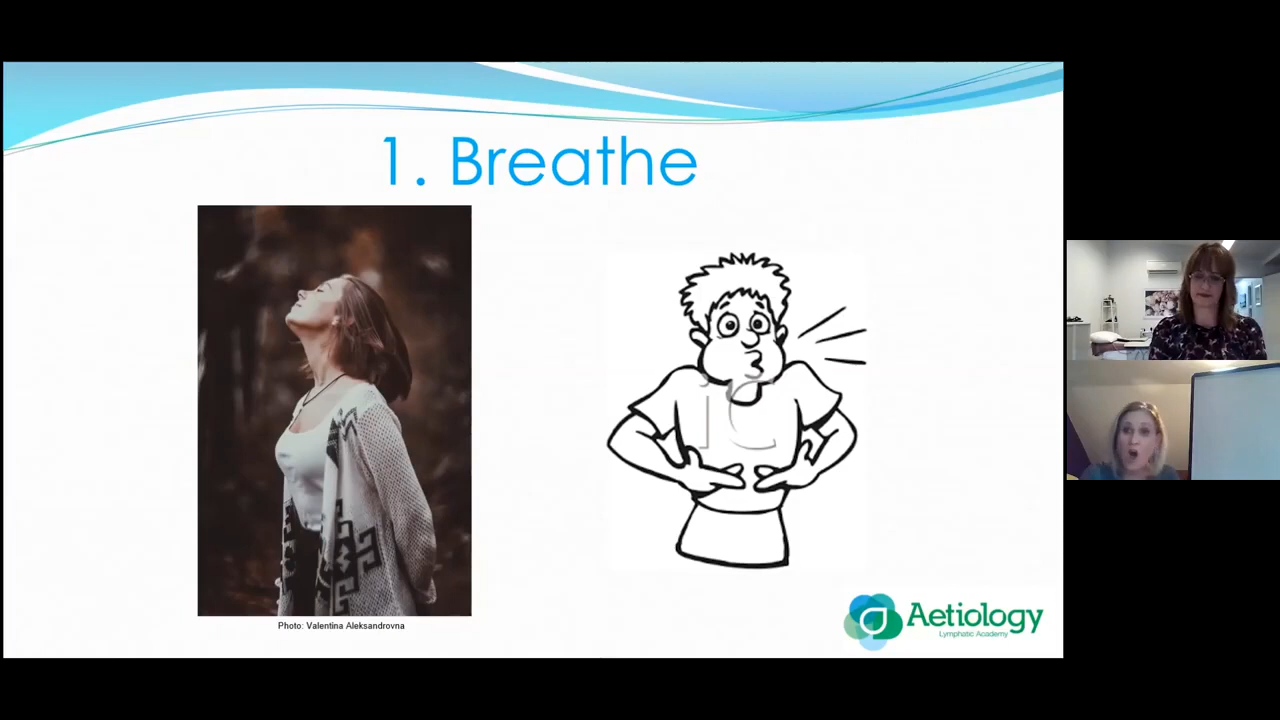 1. Breathe
Photo: Valentina Aleksandrovna
Aetiology
Lymphatic Academy